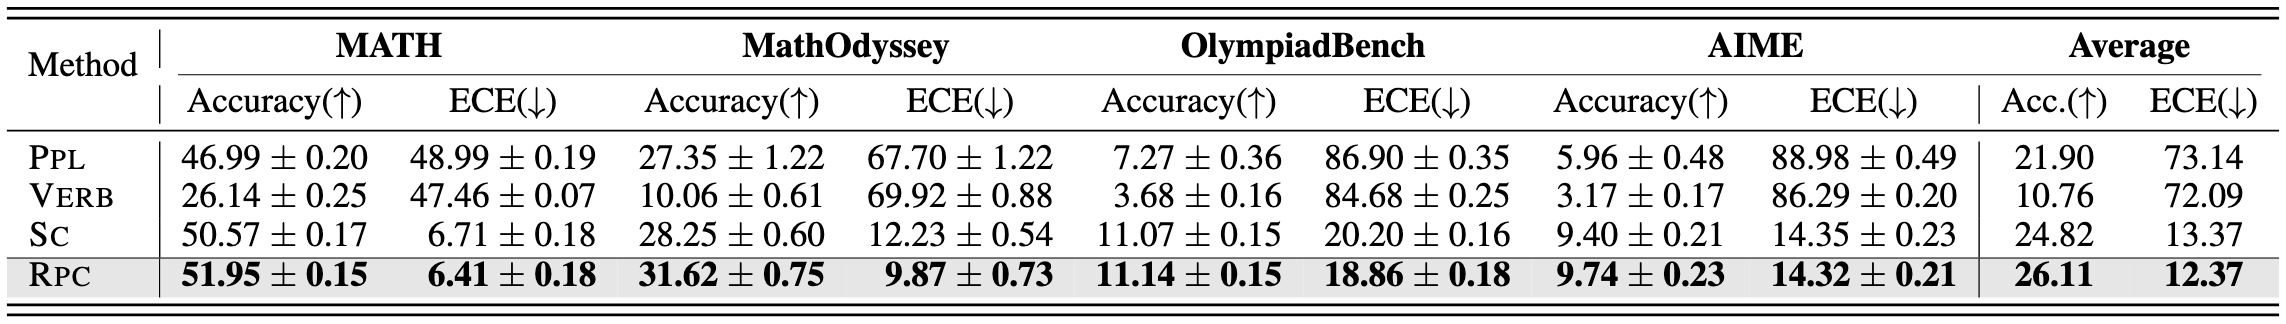 Method MATH MathOdyssey OlympiadBench AIME Average
Accuracy(↑) ECE(↓) Accuracy(↑) ECE(↓) Accuracy(↑) ECE(↓) Accuracy(↑) ECE(↓) Acc.(↑) ECE(↓)
PPL 46.99 ± 0.20 48.99 ± 0.19 27.35 ± 1.22 67.70 ± 1.22 7.27 ± 0.36 86.90 ± 0.35 5.96 ± 0.48 88.98 ± 0.49 21.90 73.14
VERB 26.14 ± 0.25 47.46 ± 0.07 10.06 ± 0.61 69.92 ± 0.88 3.68 ± 0.16 84.68 ± 0.25 3.17 ± 0.17 86.29 ± 0.20 10.76 72.09
SC 50.57 ± 0.17 6.71 ± 0.18 28.25 ± 0.60 12.23 ± 0.54 11.07 ± 0.15 20.20 ± 0.16 9.40 ± 0.21 14.35 ± 0.23 24.82 13.37
RPC 51.95 ± 0.15 6.41 ± 0.18 31.62 ± 0.75 9.87 ± 0.73 11.14 ± 0.15 18.86 ± 0.18 9.74 ± 0.23 14.32 ± 0.21 26.11 12.37